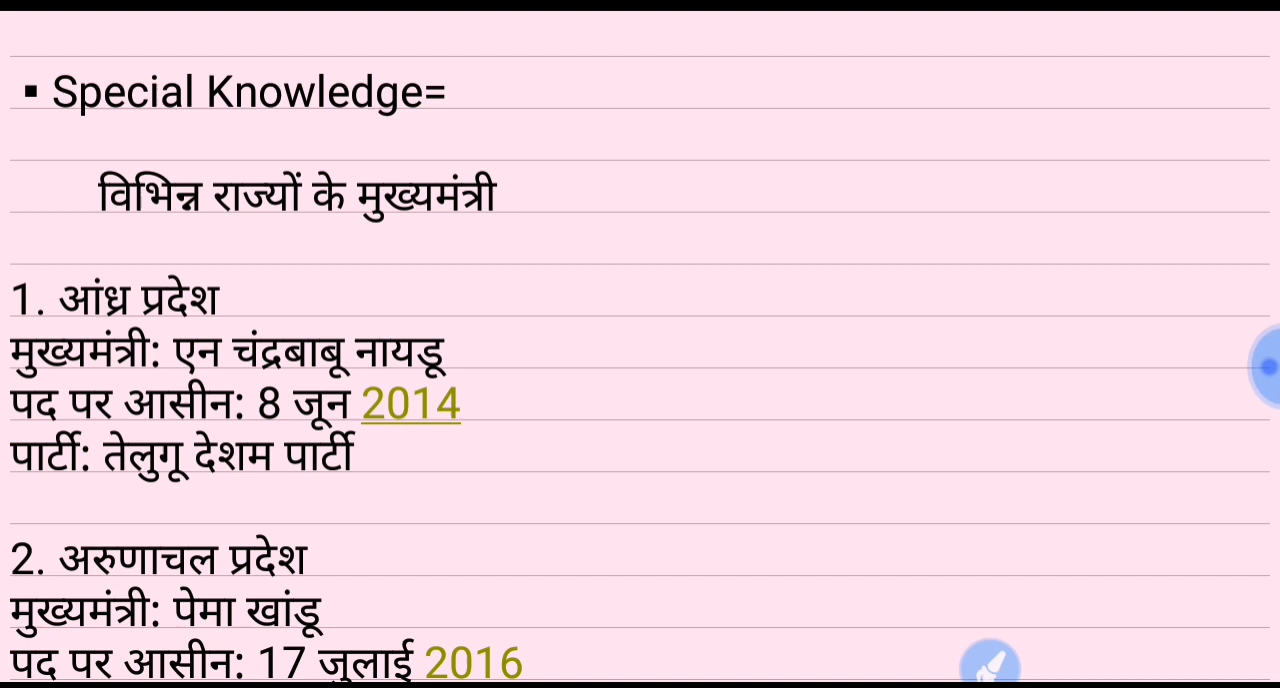 ▪ Special Knowledge=
विभिन्न राज्यों के मुख्यमंत्री
1. आंध्र प्रदेश
मुख्यमंत्री: एन चंद्रबाबू नायडू
पद पर आसीन: 8 जून 2014
पार्टी: तेलुगू देशम पार्टी
2. अरुणाचल प्रदेश
मुख्यमंत्री: पेमा खांडू
पद पर आसीन: 17 जुलाई 2016